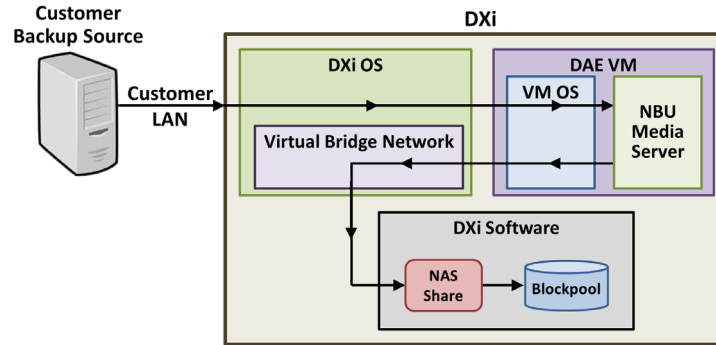 Customer
Backup Source
DXi
DXi OS
DAE VM
VM OS
Customer
LAN
NBU
Media
Server
Virtual Bridge Network
DXi Software
NAS
Share
Blockpool